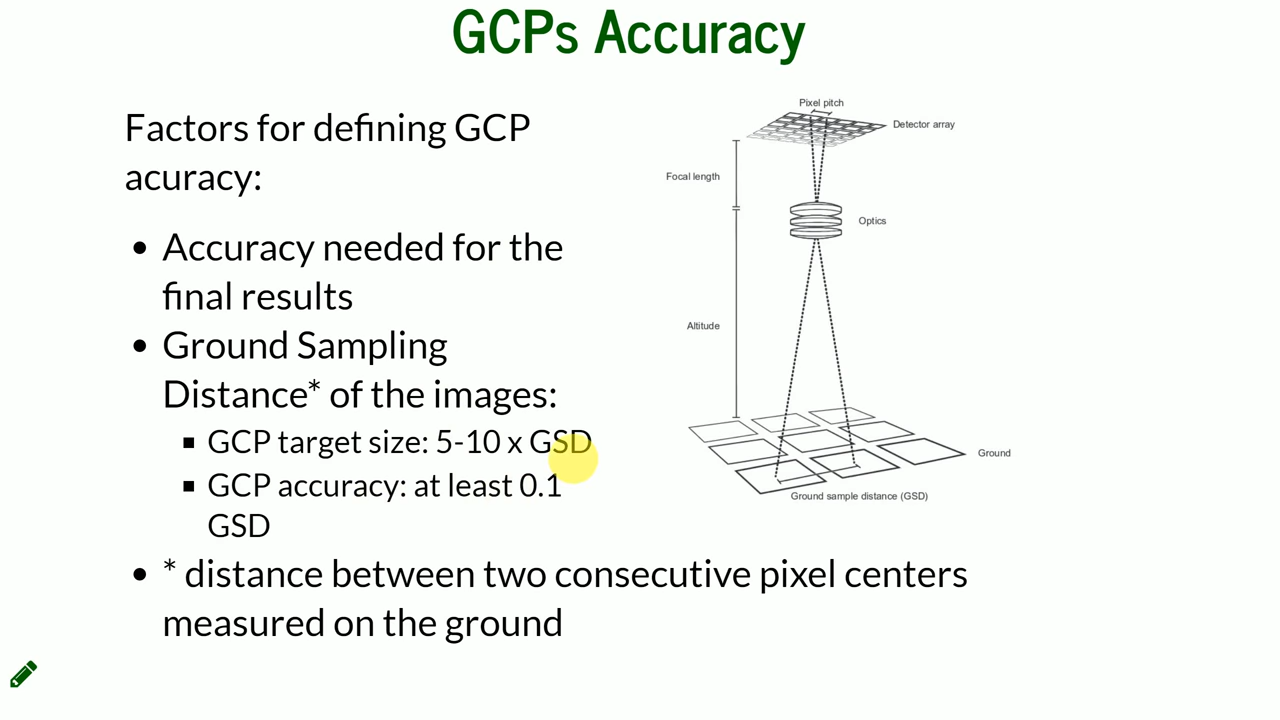 GCPs Accuracy
Factors for defining GCP
acuracy:
• Accuracy needed for the
final results
• Ground Sampling
Distance* of the images:
▪ GCP target size: 5-10 x GSD
▪ GCP accuracy: at least 0.1
GSD
• * distance between two consecutive pixel centers
measured on the ground
Pixel pitch
Detector array
Focal length
Optics
Altitude
Ground
Ground sample distance (GSD)